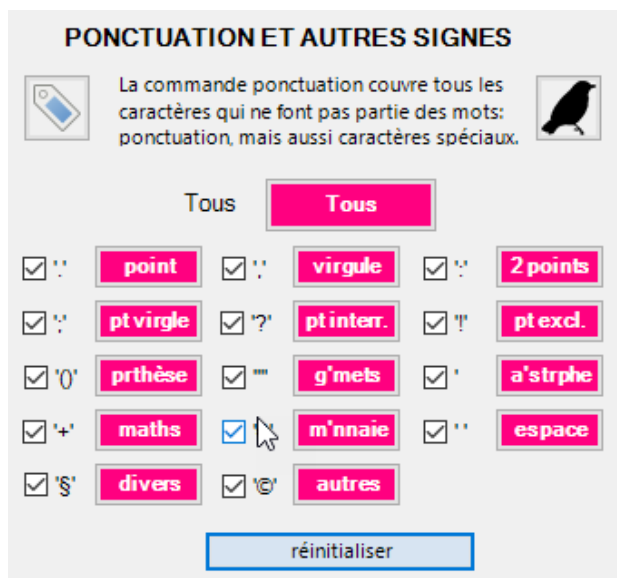 PONCTUATION ET AUTRES SIGNES
La commande ponctuation couvre tous les
caractères qui ne font pas partie des mots:
ponctuation, mais aussi caractères spéciaux.
Tous Tous
'.' point ',' virgule ':' 2 points
';' pt virgle '?' pt interr. '!' pt excl.
'()' prthèse '"' g'mets ' a'strphe
'+' maths m'nnaie ' ' espace
'§' divers '©' autres
réinitialiser